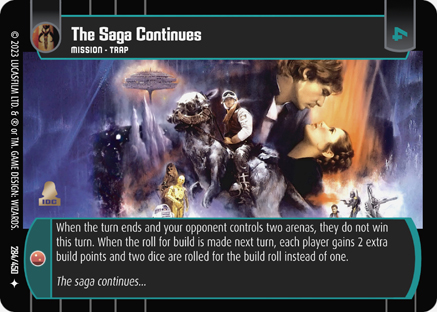 The Saga Continues
MISSION · TRAP
4
© 2023 LUCASFILM LTD. & ® or TM. GAME DESIGN: WIZARDS.
IDC
When the turn ends and your opponent controls two arenas, they do not win
this turn. When the roll for build is made next turn, each player gains 2 extra
build points and two dice are rolled for the build roll instead of one.
The saga continues...